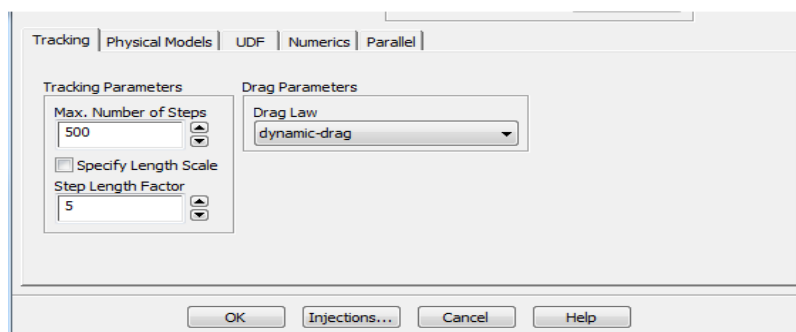 Tracking Physical Models UDF Numerics Parallel
Tracking Parameters Drag Parameters
Max. Number of Steps Drag Law
500 dynamic-drag
Specify Length Scale
Step Length Factor
5
OK Injections... Cancel Help